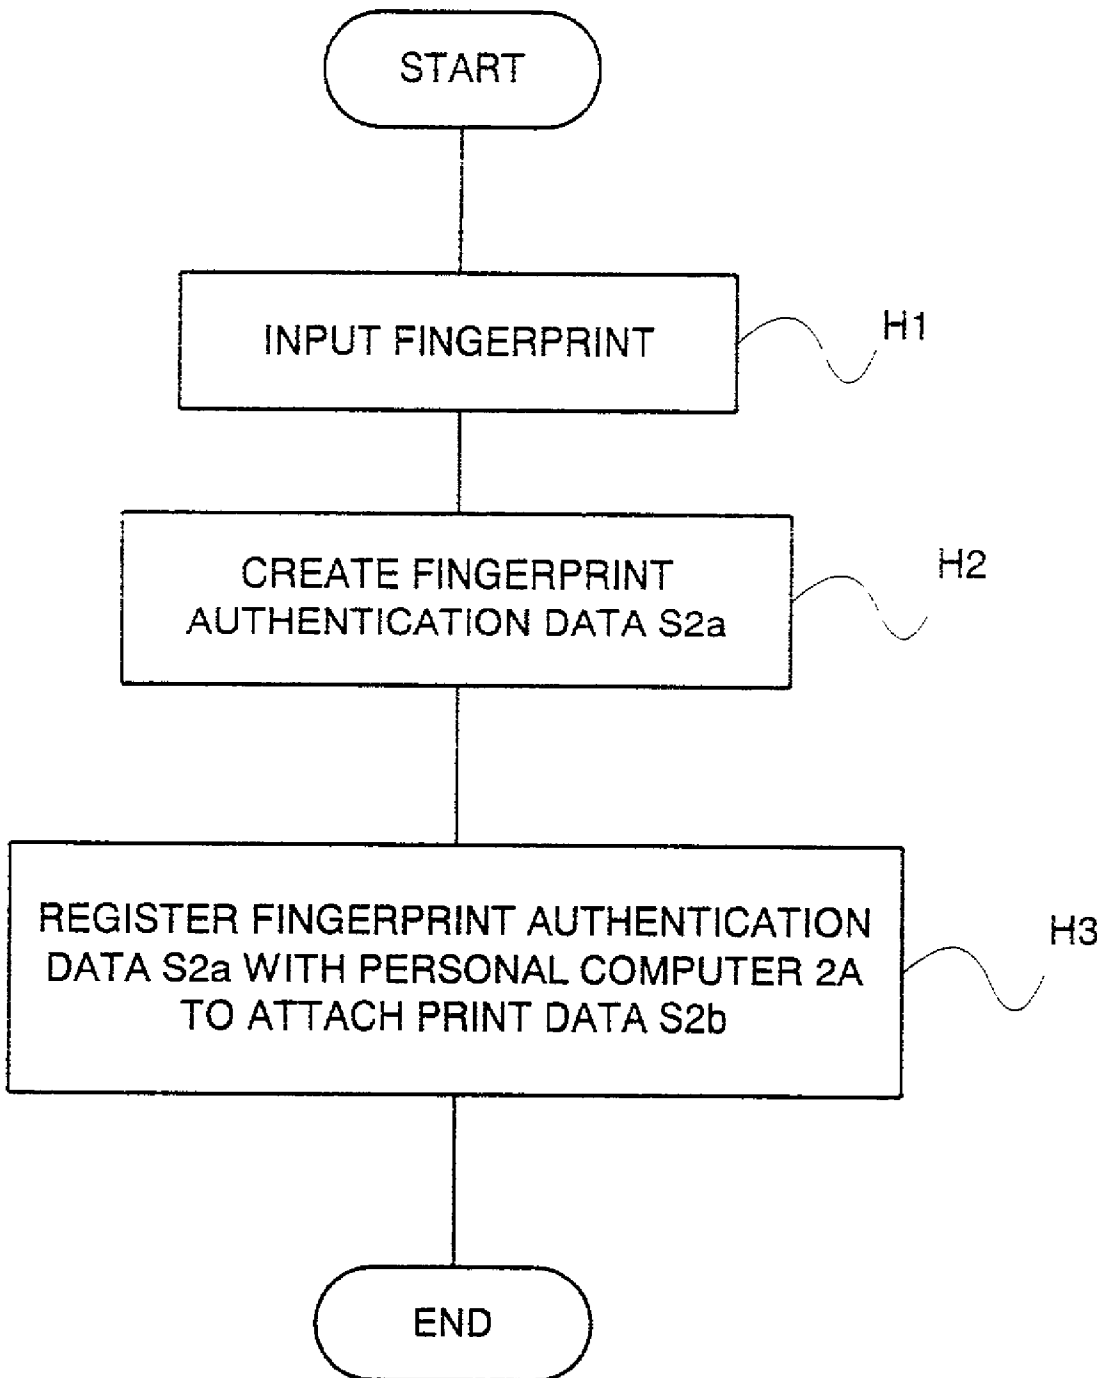 START
INPUT FINGERPRINT
H1
CREATE FINGERPRINT
AUTHENTICATION DATA S2a
H2
REGISTER FINGERPRINT AUTHENTICATION
DATA S2a WITH PERSONAL COMPUTER 2A
TO ATTACH PRINT DATA S2b
H3
END